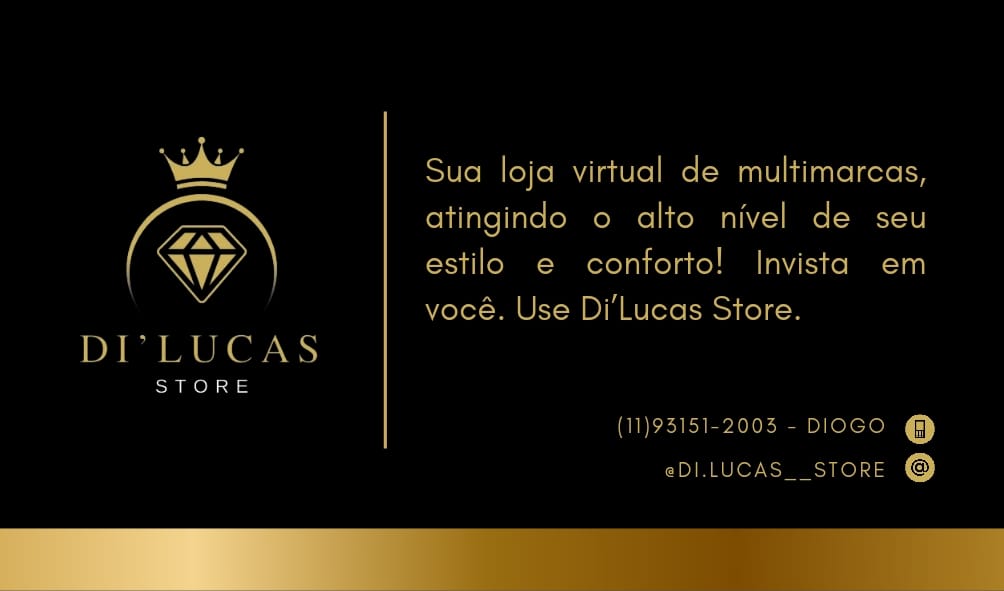 DI’LUCAS
STORE
Sua loja virtual de multimarcas,
atingindo o alto nível de seu
estilo e conforto! Invista em
você. Use Di’Lucas Store.
(11)93151-2003 - DIOGO
@DI.LUCAS__STORE